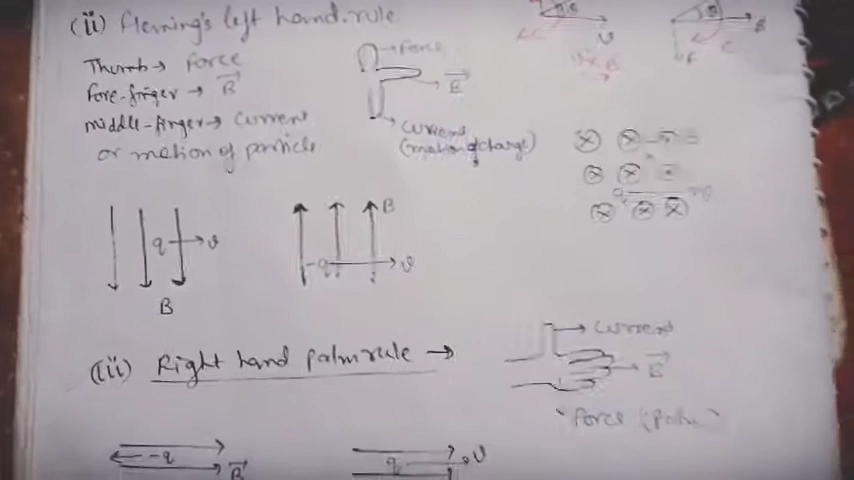 (ii) Fleming's left hand rule
Thumb → Force
Fore-finger → B
middle-finger → current
or motion of particle
→ Force
B
current
(motion of charge)
q
v
B
B
-q
v
(iii) Right hand palm rule →
→ current
B
Force (Palm)
-q
B
q
v